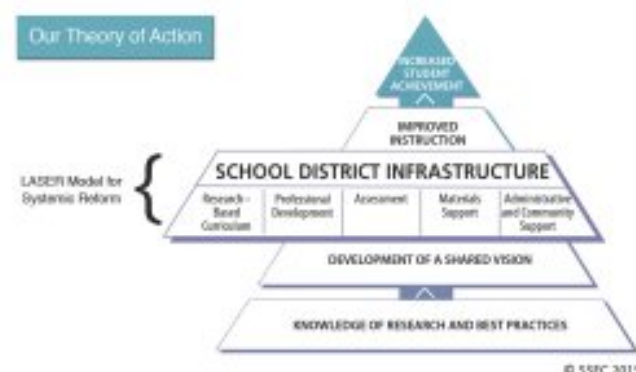 Our Theory of Action
INCREASED
STUDENT
ACHIEVEMENT
IMPROVED
INSTRUCTION
LASER Model for
Systemic Reform
SCHOOL DISTRICT INFRASTRUCTURE
Research-
Based
Curriculum
Professional
Development
Assessment
Materials
Support
Administrative
and Community
Support
DEVELOPMENT OF A SHARED VISION
KNOWLEDGE OF RESEARCH AND BEST PRACTICES
© SSEC 2015